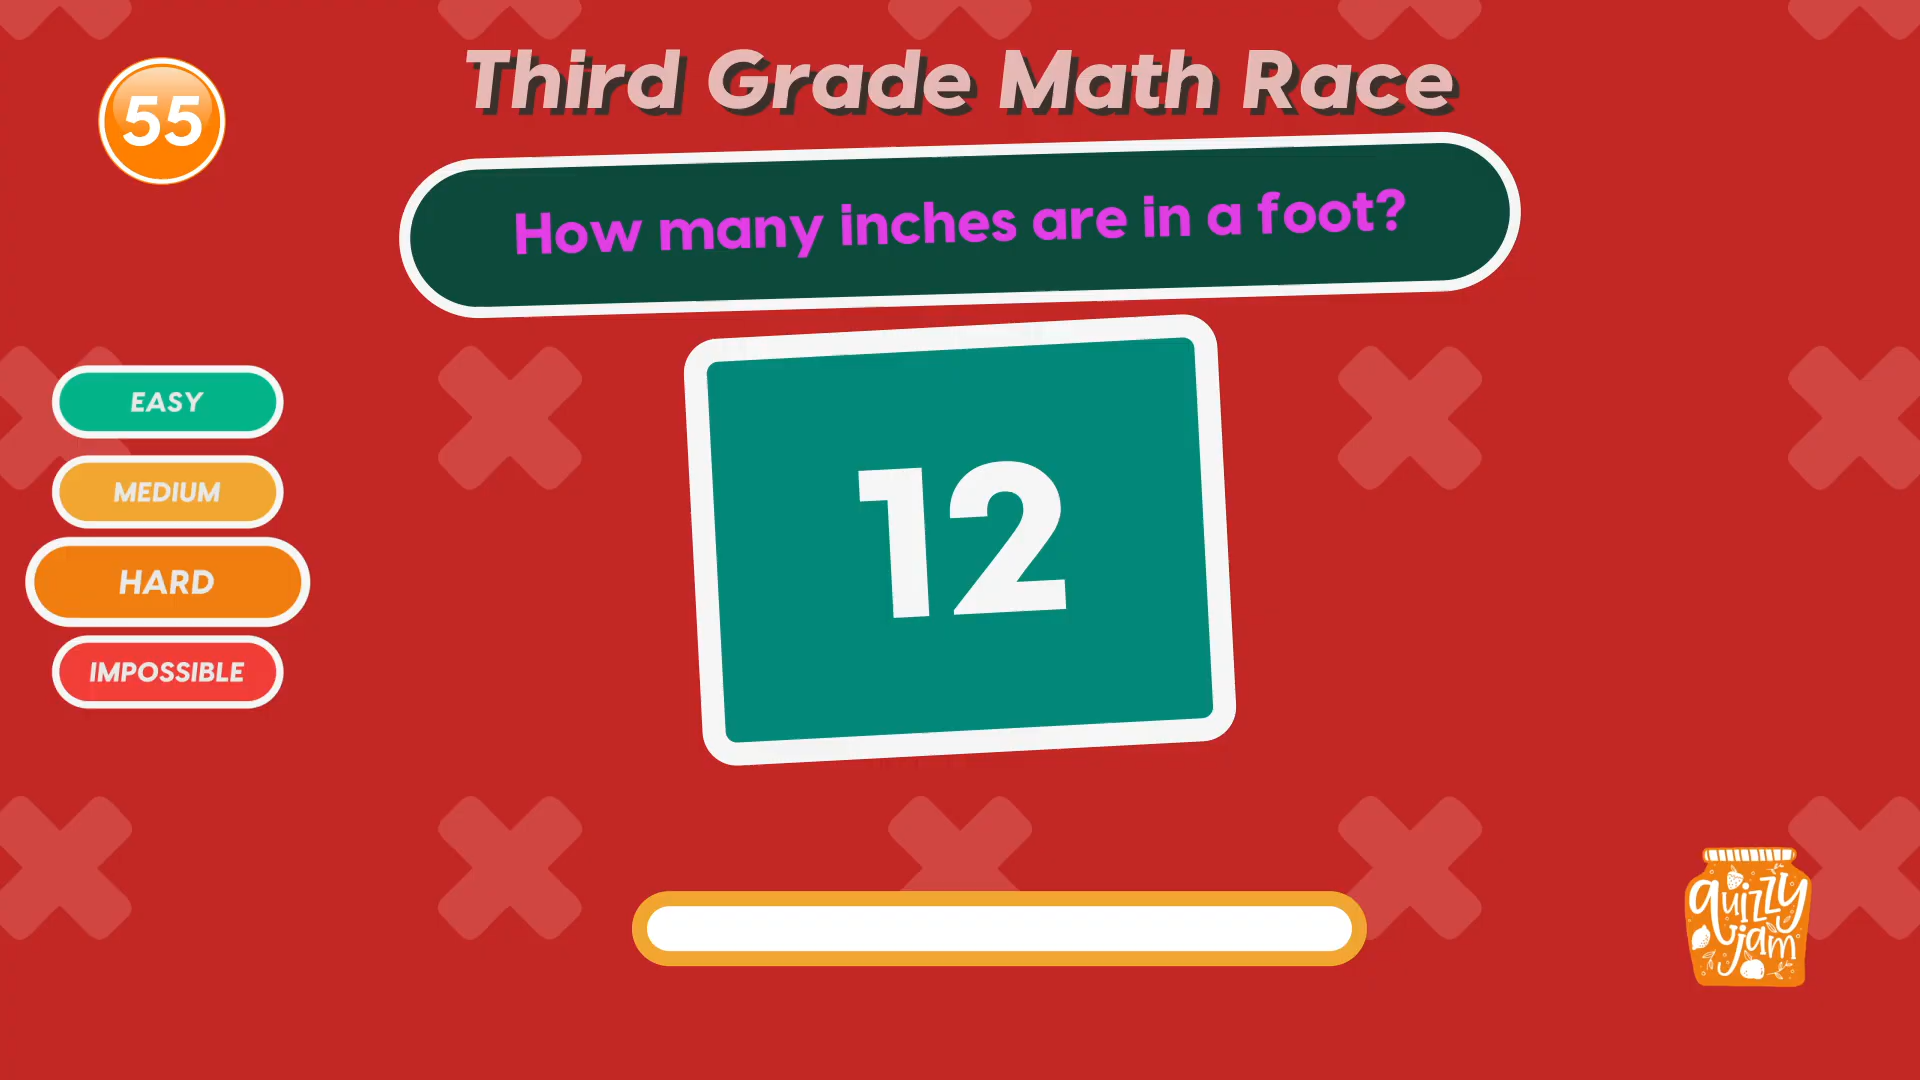 Third Grade Math Race
55
How many inches are in a foot?
EASY
MEDIUM
HARD
IMPOSSIBLE
12
quizzy
jam